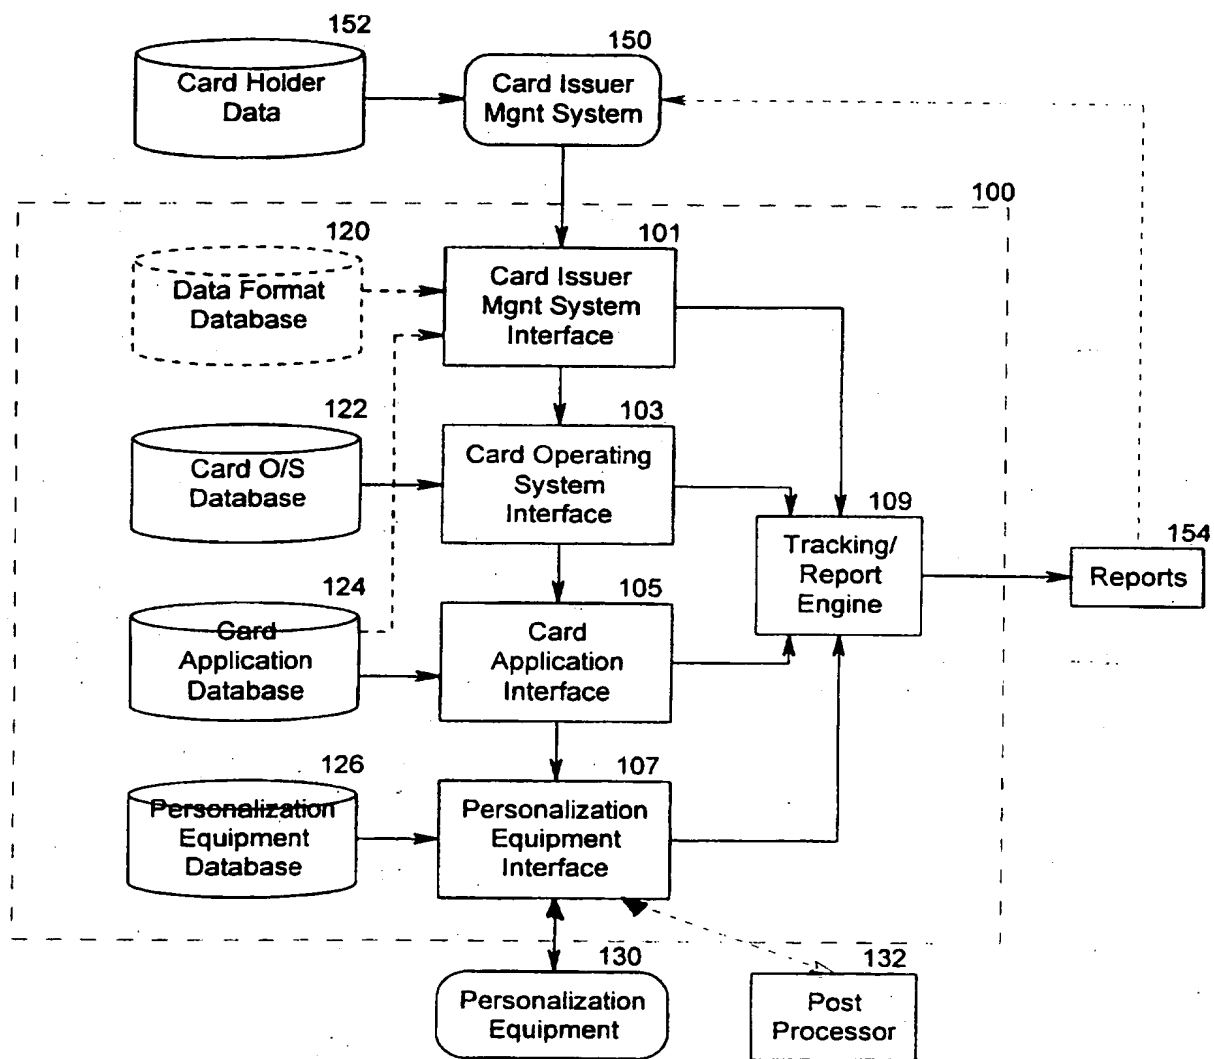 152
Card Holder
Data
150
Card Issuer
Mgnt System
100
120
Data Format
Database
101
Card Issuer
Mgnt System
Interface
122
Card O/S
Database
103
Card Operating
System
Interface
109
Tracking/
Report
Engine
154
Reports
124
Card
Application
Database
105
Card
Application
Interface
126
Personalization
Equipment
Database
107
Personalization
Equipment
Interface
130
Personalization
Equipment
132
Post
Processor